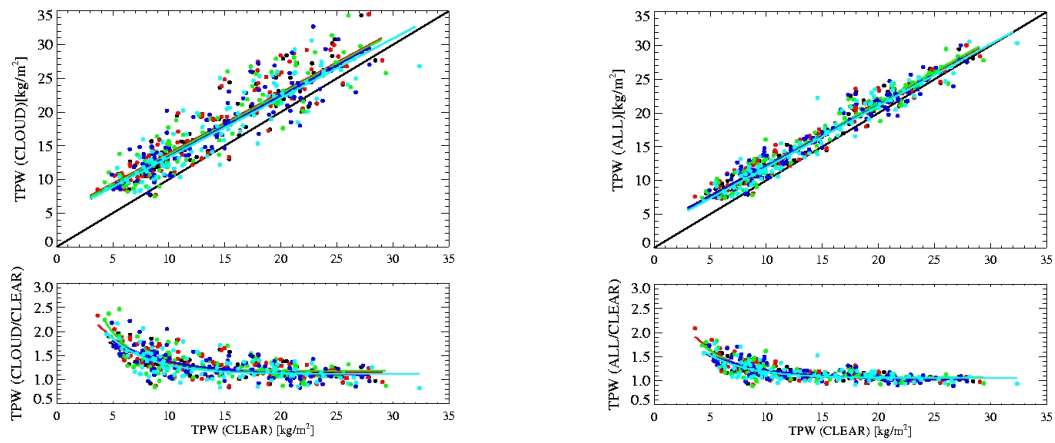 35
30
25
20
15
10
5
0
TPW (CLOUD)[kg/m²]
0 5 10 15 20 25 30 35
3.0
2.5
2.0
1.5
1.0
0.5
TPW (CLOUD/CLEAR)
0 5 10 15 20 25 30 35
TPW (CLEAR) [kg/m²]
35
30
25
20
15
10
5
0
TPW (ALL)[kg/m²]
0 5 10 15 20 25 30 35
3.0
2.5
2.0
1.5
1.0
0.5
TPW (ALL/CLEAR)
0 5 10 15 20 25 30 35
TPW (CLEAR) [kg/m²]